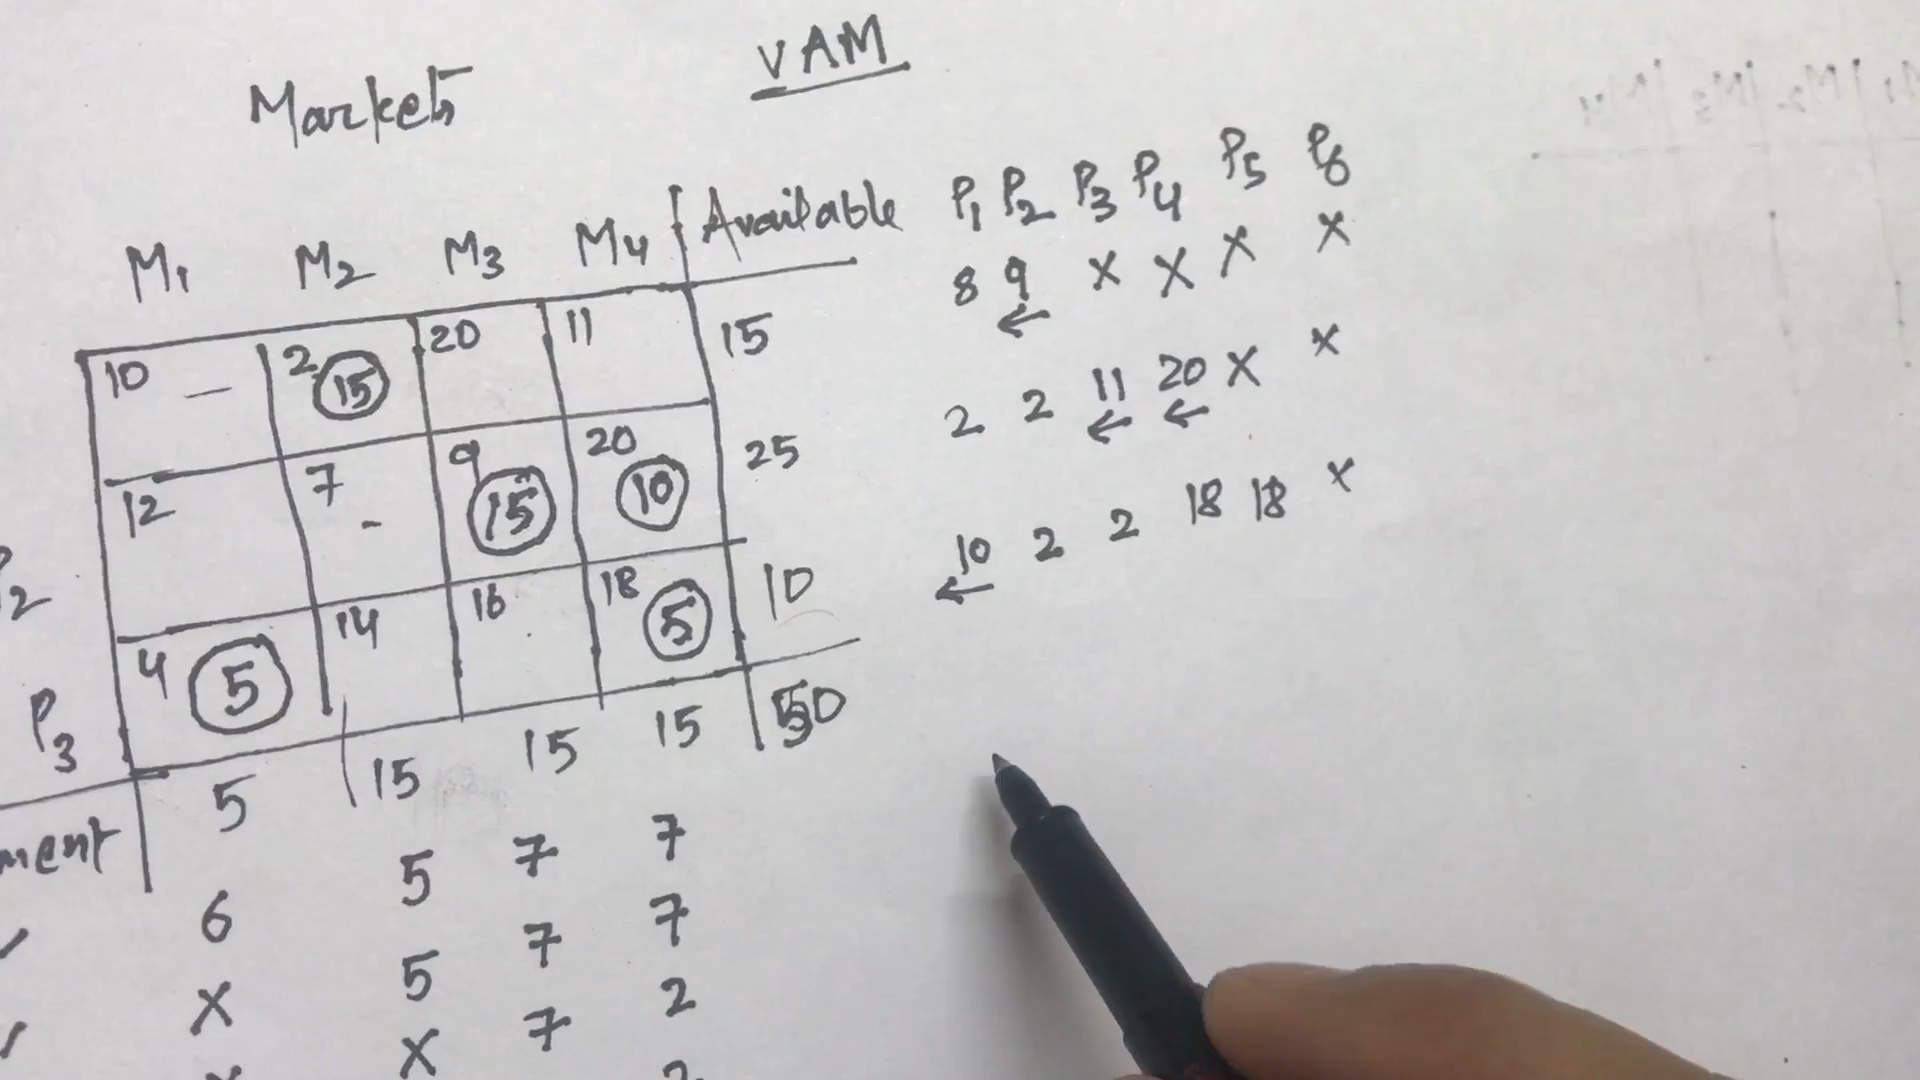 VAM
Markets
P1 P2 P3 P4 P5 P6
M1 M2 M3 M4 Available
8 9 x x x x
10 - 2 15 20 11 15
2 2 11 20 x x
12 7 - 9 15 20 10 25
10 2 2 18 18 x
P3 4 5 14 16 18 5 10
5 15 15 15 50
ment
6 5 7 7
x 5 7 7
x 7 2